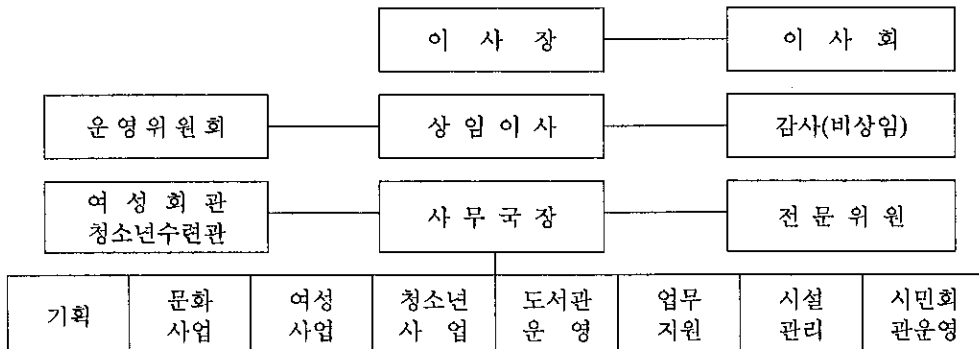 이 사 장
이 사 회
운영위원회
상 임 이 사
감사(비상임)
여 성 회 관
청소년수련관
사 무 국 장
전 문 위 원
기획
문화
사업
여성
사업
청소년
사 업
도서관
운 영
업무
지원
시설
관리
시민회
관운영